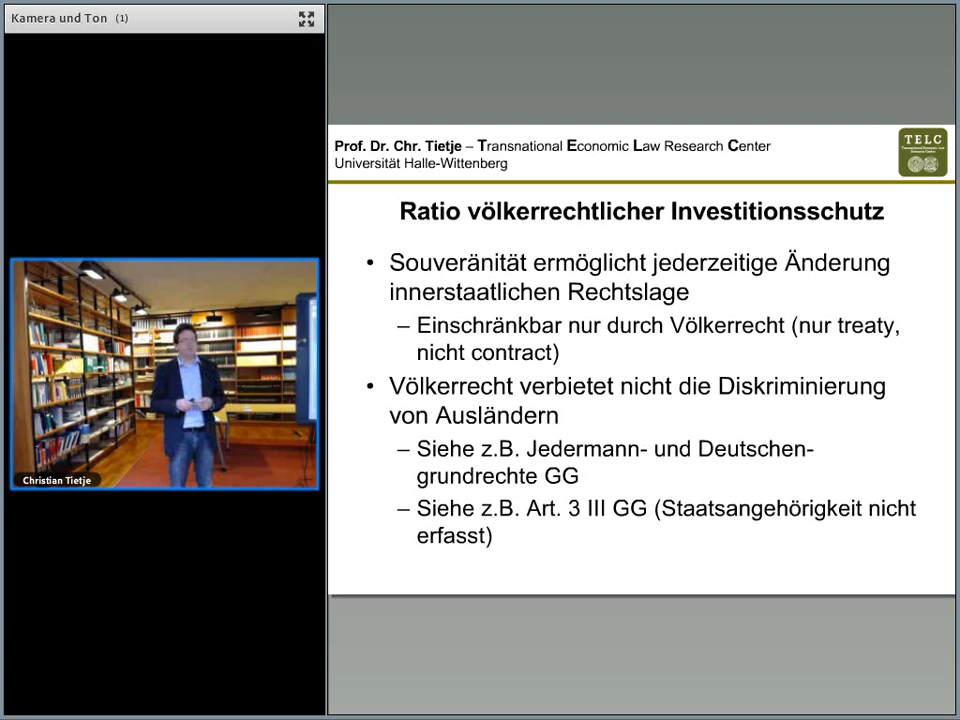 Kamera und Ton (1)
Prof. Dr. Chr. Tietje – Transnational Economic Law Research Center
Universität Halle-Wittenberg
TELC
Ratio völkerrechtlicher Investitionsschutz
• Souveränität ermöglicht jederzeitige Änderung
innerstaatlichen Rechtslage
– Einschränkbar nur durch Völkerrecht (nur treaty,
nicht contract)
• Völkerrecht verbietet nicht die Diskriminierung
von Ausländern
– Siehe z.B. Jedermann- und Deutschen-
grundrechte GG
– Siehe z.B. Art. 3 III GG (Staatsangehörigkeit nicht
erfasst)
Christian Tietje